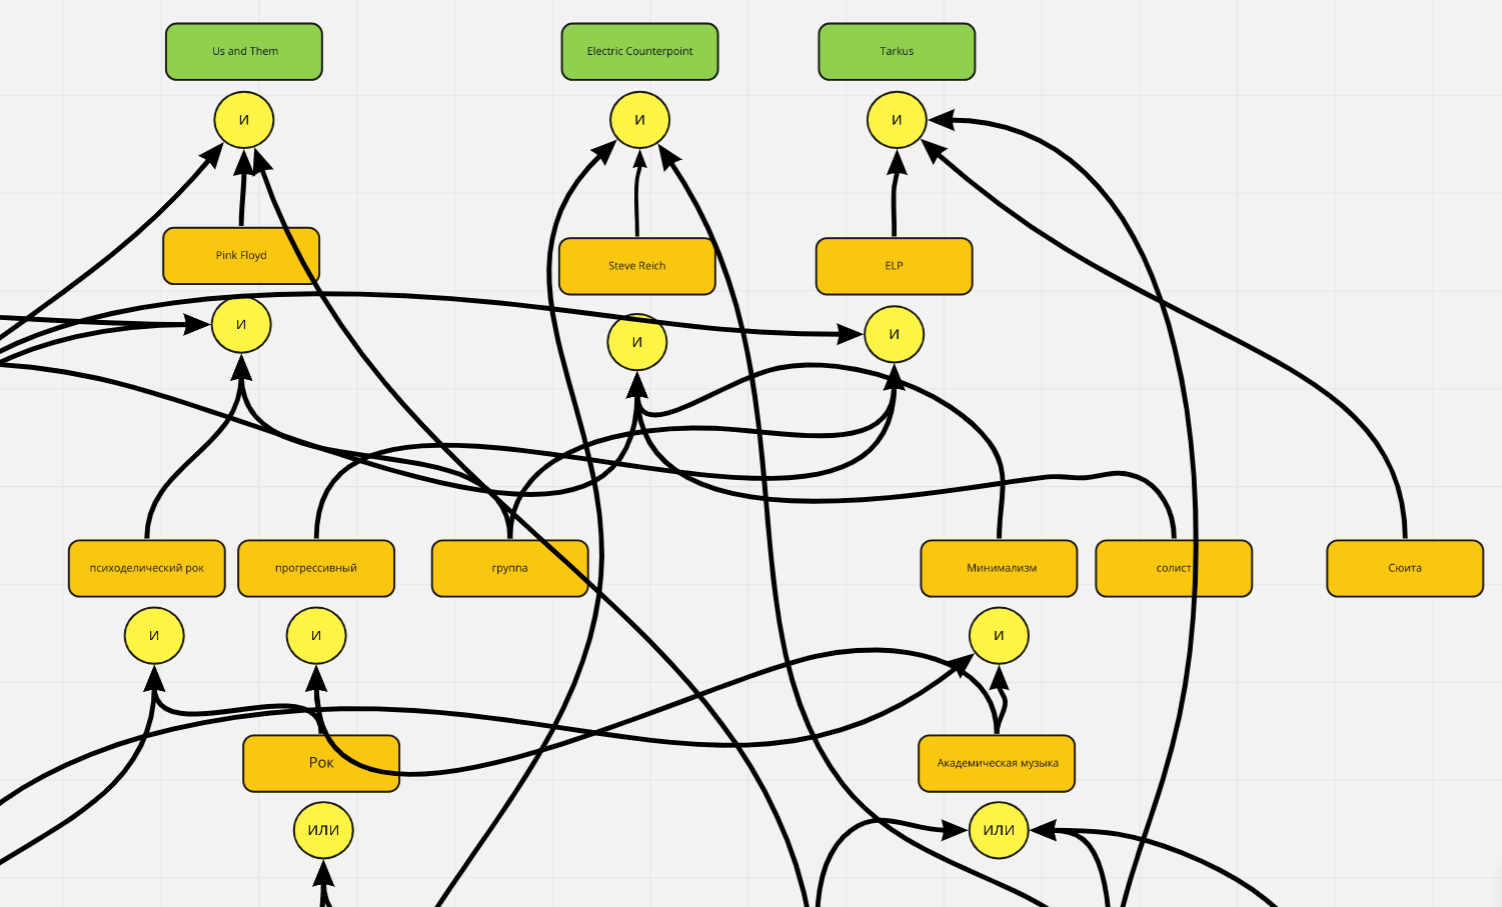 Us and Them
Electric Counterpoint
Tarkus
И
И
И
Pink Floyd
Steve Reich
ELP
И
И
И
психоделический рок
прогрессивный
группа
Минимализм
солист
Сюита
И
И
И
Рок
Академическая музыка
ИЛИ
ИЛИ